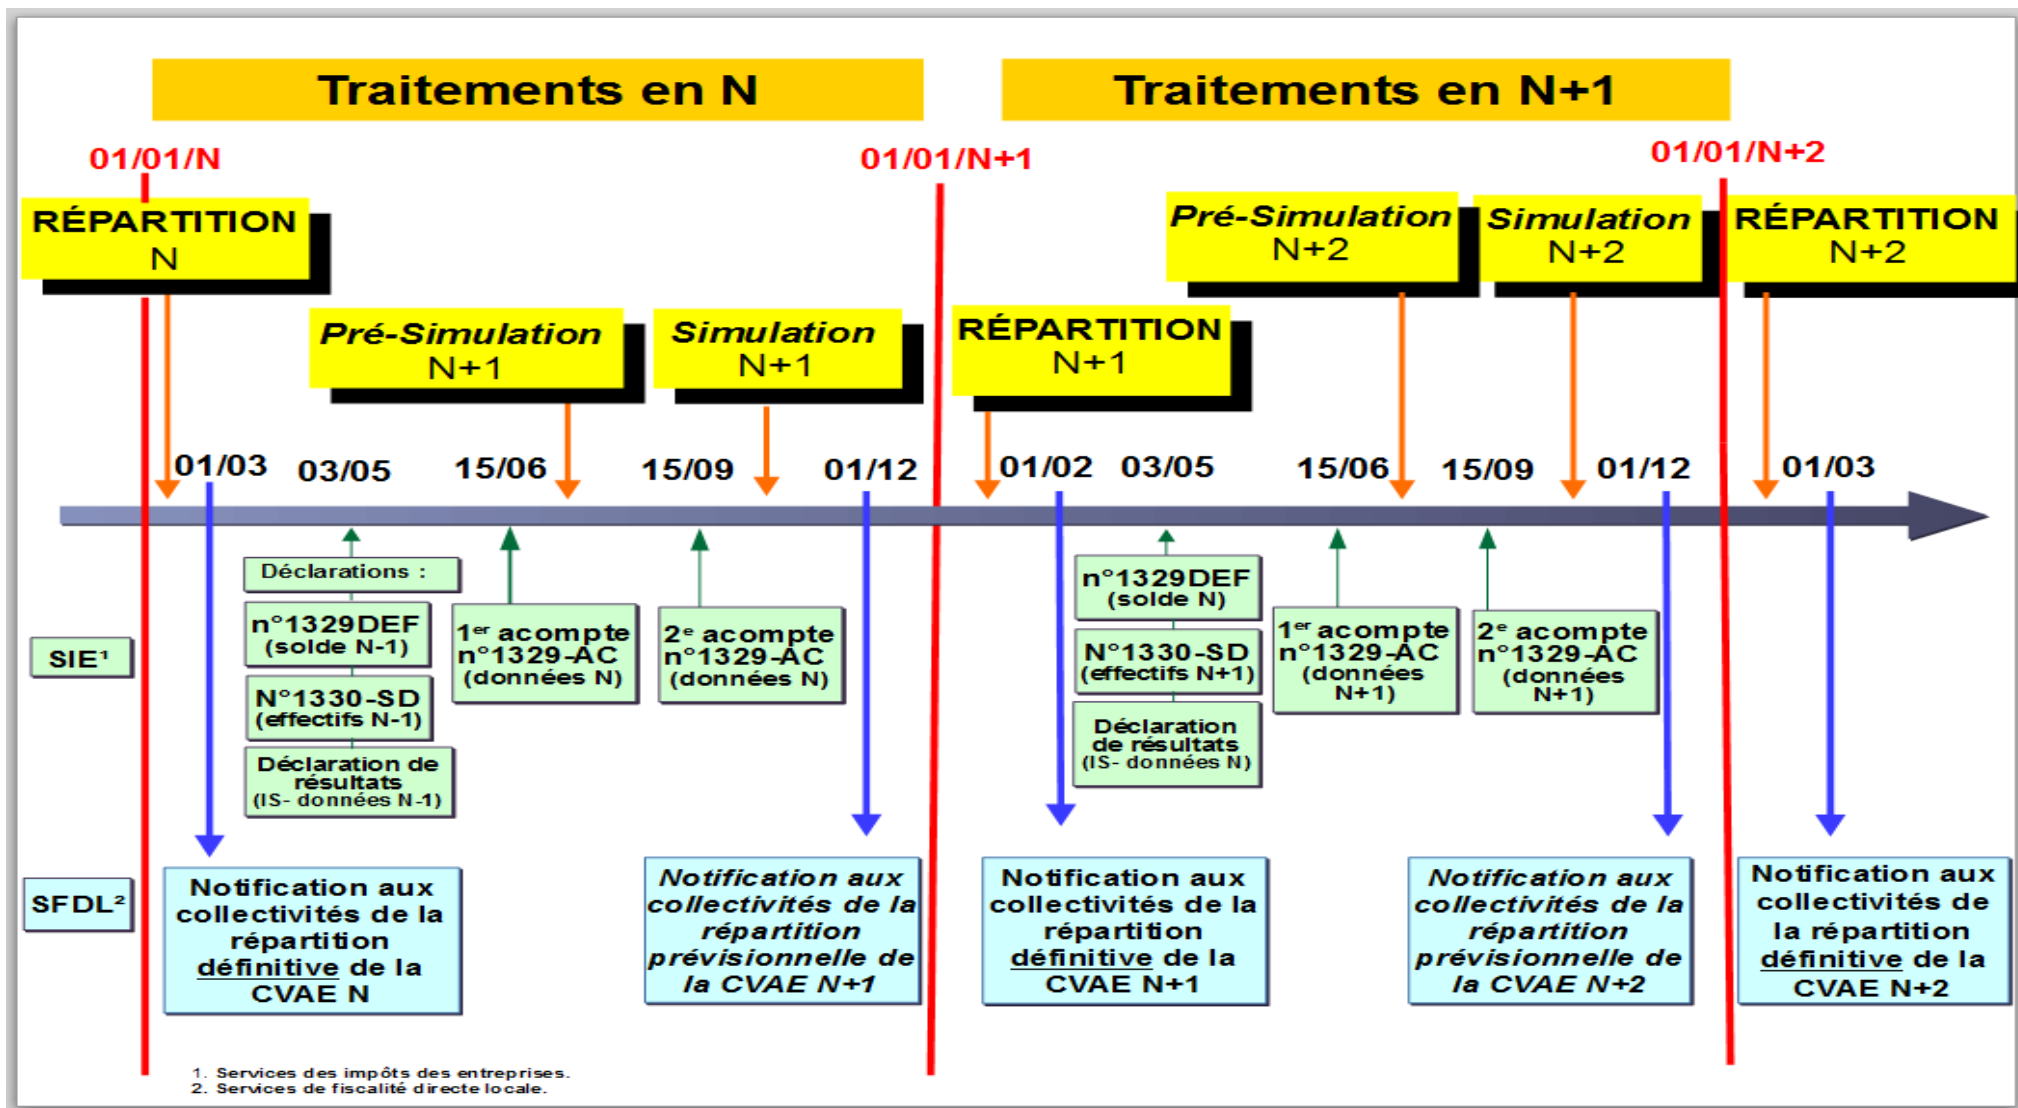 Traitements en N
Traitements en N+1
01/01/N
01/01/N+1
01/01/N+2
RÉPARTITION
N
Pré-Simulation
N+1
Simulation
N+1
RÉPARTITION
N+1
Pré-Simulation
N+2
Simulation
N+2
RÉPARTITION
N+2
01/03
03/05
15/06
15/09
01/12
01/02
03/05
15/06
15/09
01/12
01/03
SIE¹
Déclarations :
n°1329DEF
(solde N-1)
N°1330-SD
(effectifs N-1)
Déclaration de
résultats
(IS- données N-1)
1er acompte
n°1329-AC
(données N)
2e acompte
n°1329-AC
(données N)
n°1329DEF
(solde N)
N°1330-SD
(effectifs N+1)
Déclaration
de résultats
(IS- données N)
1er acompte
n°1329-AC
(données
N+1)
2e acompte
n°1329-AC
(données
N+1)
SFDL²
Notification aux
collectivités de la
répartition
définitive de la
CVAE N
Notification aux
collectivités de la
répartition
prévisionnelle de
la CVAE N+1
Notification aux
collectivités de la
répartition
définitive de la
CVAE N+1
Notification aux
collectivités de la
répartition
prévisionnelle de
la CVAE N+2
Notification aux
collectivités de
la répartition
définitive de la
CVAE N+2
1. Services des impôts des entreprises.
2. Services de fiscalité directe locale.